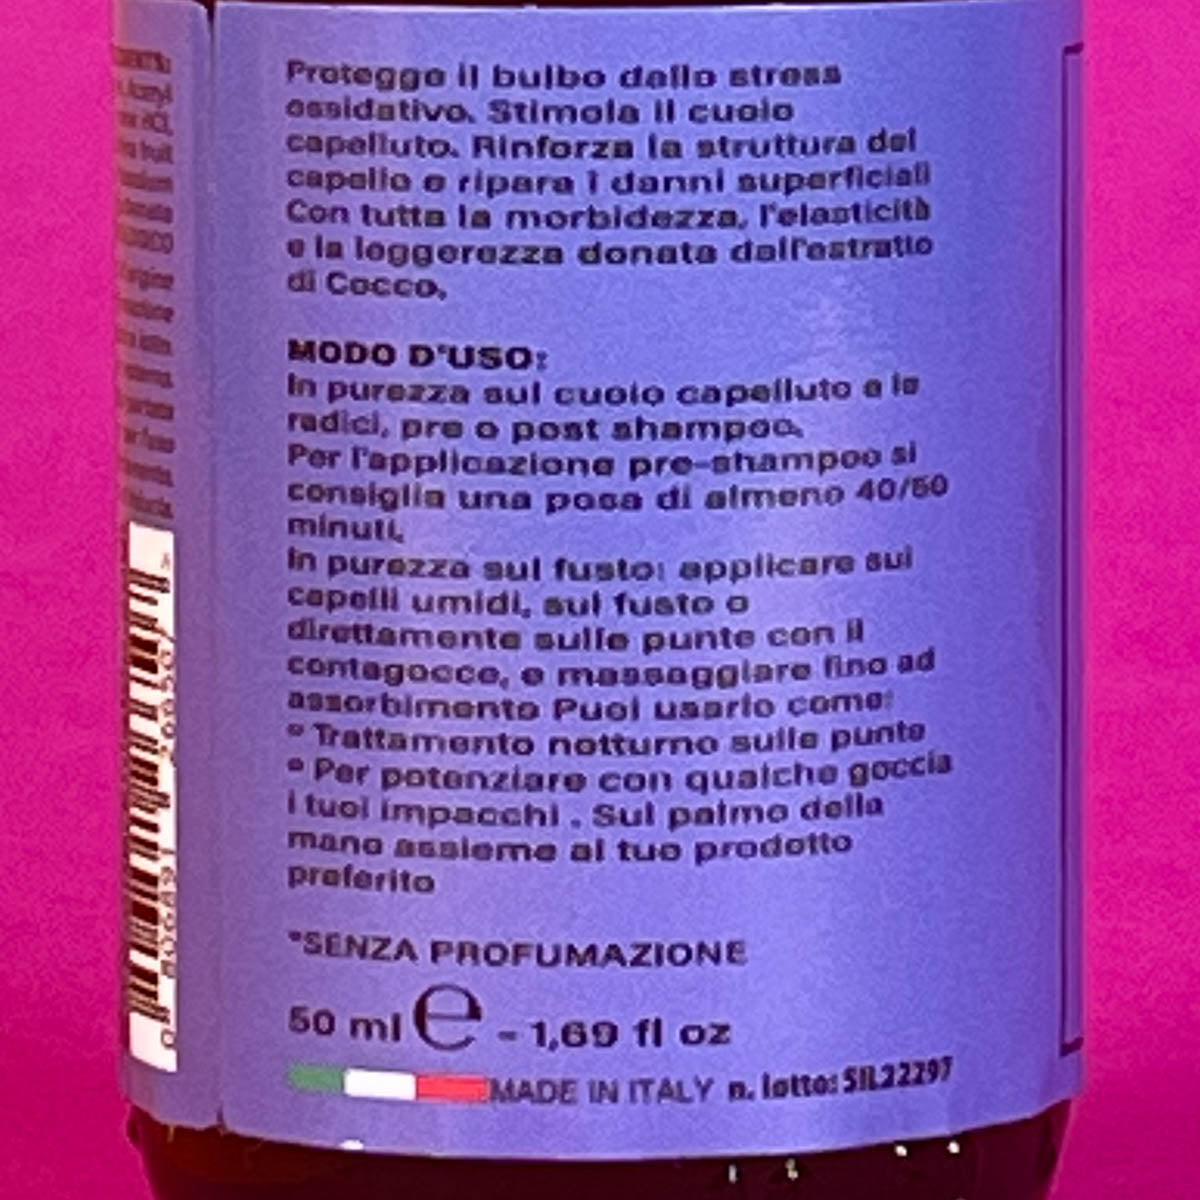 Protegge il bulbo dallo stress
ossidativo. Stimola il cuoio
capelluto. Rinforza la struttura del
capello e ripara i danni superficiali
Con tutta la morbidezza, l'elasticità
e la leggerezza donata dall'estratto
di Cocco.
MODO D'USO:
In purezza sul cuoio capelluto e le
radici, pre o post shampoo.
Per l'applicazione pre-shampoo si
consiglia una posa di almeno 40/50
minuti.
In purezza sul fusto: applicare sui
capelli umidi, sul fusto o
direttamente sulle punte con il
contagocce, e massaggiare fino ad
assorbimento Puoi usarlo come:
° Trattamento notturno sulle punte
° Per potenziare con qualche goccia
i tuoi impacchi . Sul palmo della
mano assieme al tuo prodotto
preferito
*SENZA PROFUMAZIONE
50 ml e - 1,69 fl oz
MADE IN ITALY n. lotto: SIL22297